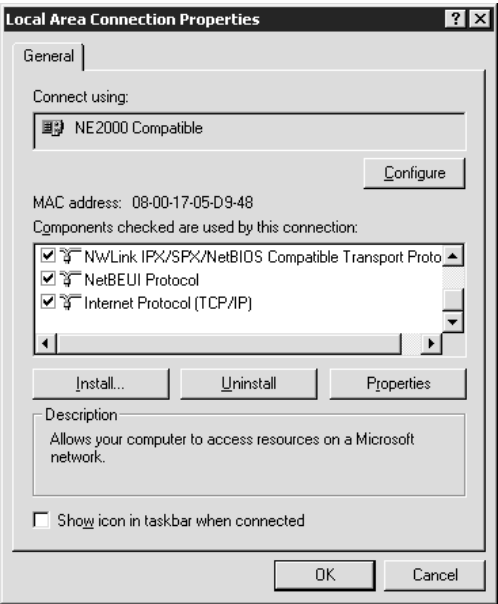 Local Area Connection Properties
General
Connect using:
NE2000 Compatible
Configure
MAC address: 08-00-17-05-D9-48
Components checked are used by this connection:
NWLink IPX/SPX/NetBIOS Compatible Transport Proto
NetBEUI Protocol
Internet Protocol (TCP/IP)
Install... Uninstall Properties
Description
Allows your computer to access resources on a Microsoft
network.
Show icon in taskbar when connected
OK Cancel